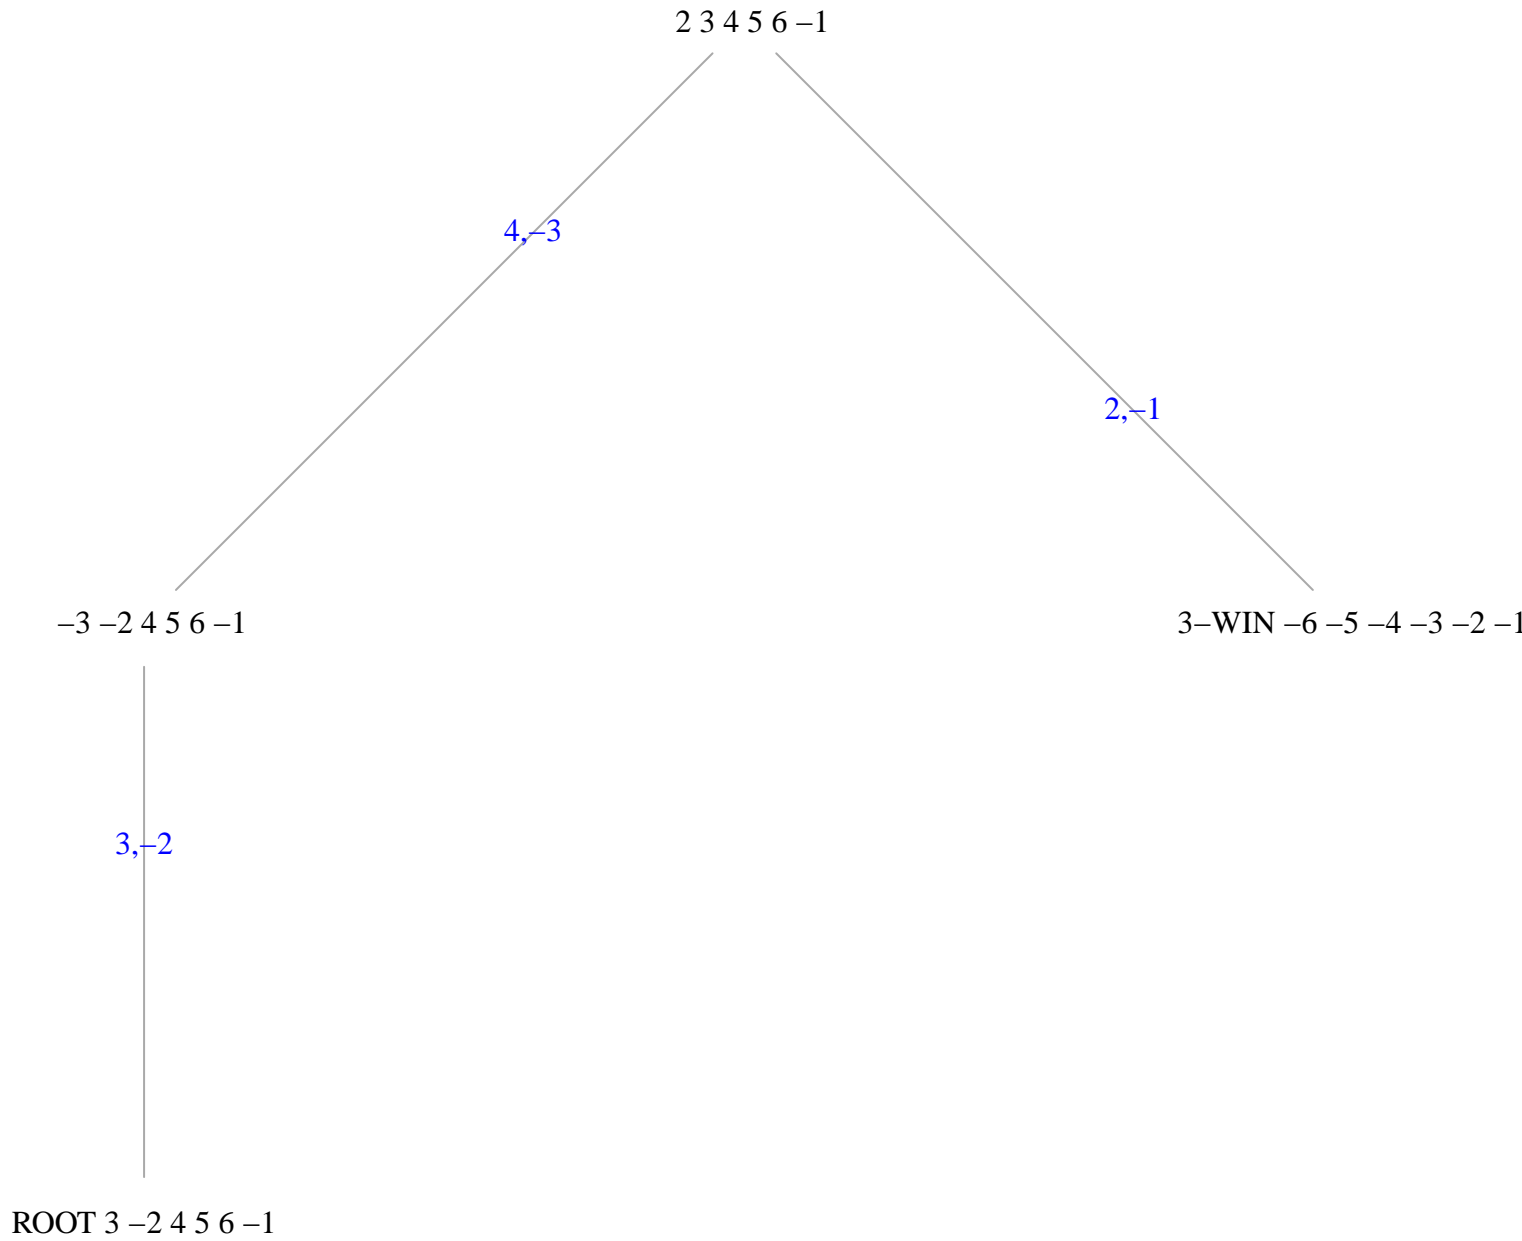 2 3 4 5 6 –1
4,–3
2,–1
–3 –2 4 5 6 –1
3–WIN –6 –5 –4 –3 –2 –1
3,–2
ROOT 3 –2 4 5 6 –1